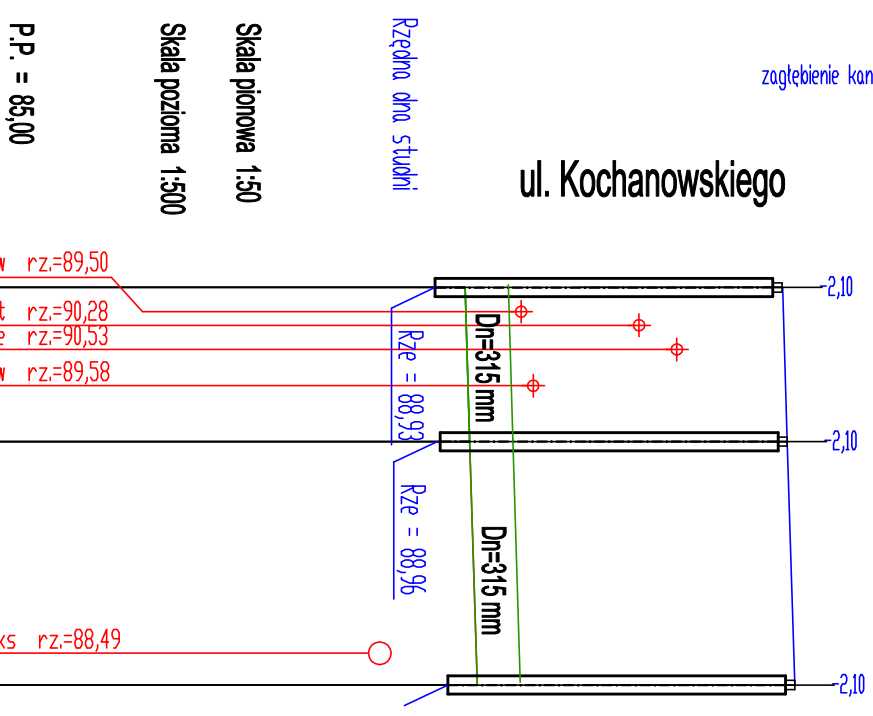 zagłębienie kan
ul. Kochanowskiego
Rzędna dna studni
Skala pionowa 1:50
Skala pozioma 1:500
P.P. = 85,00
w rz.=89,50
t rz.=90,28
e rz.=90,53
w rz.=89,58
ks rz.=88,49
-2,10
-2,10
-2,10
Dn=315 mm
Dn=315 mm
Rze = 88,93
Rze = 88,96